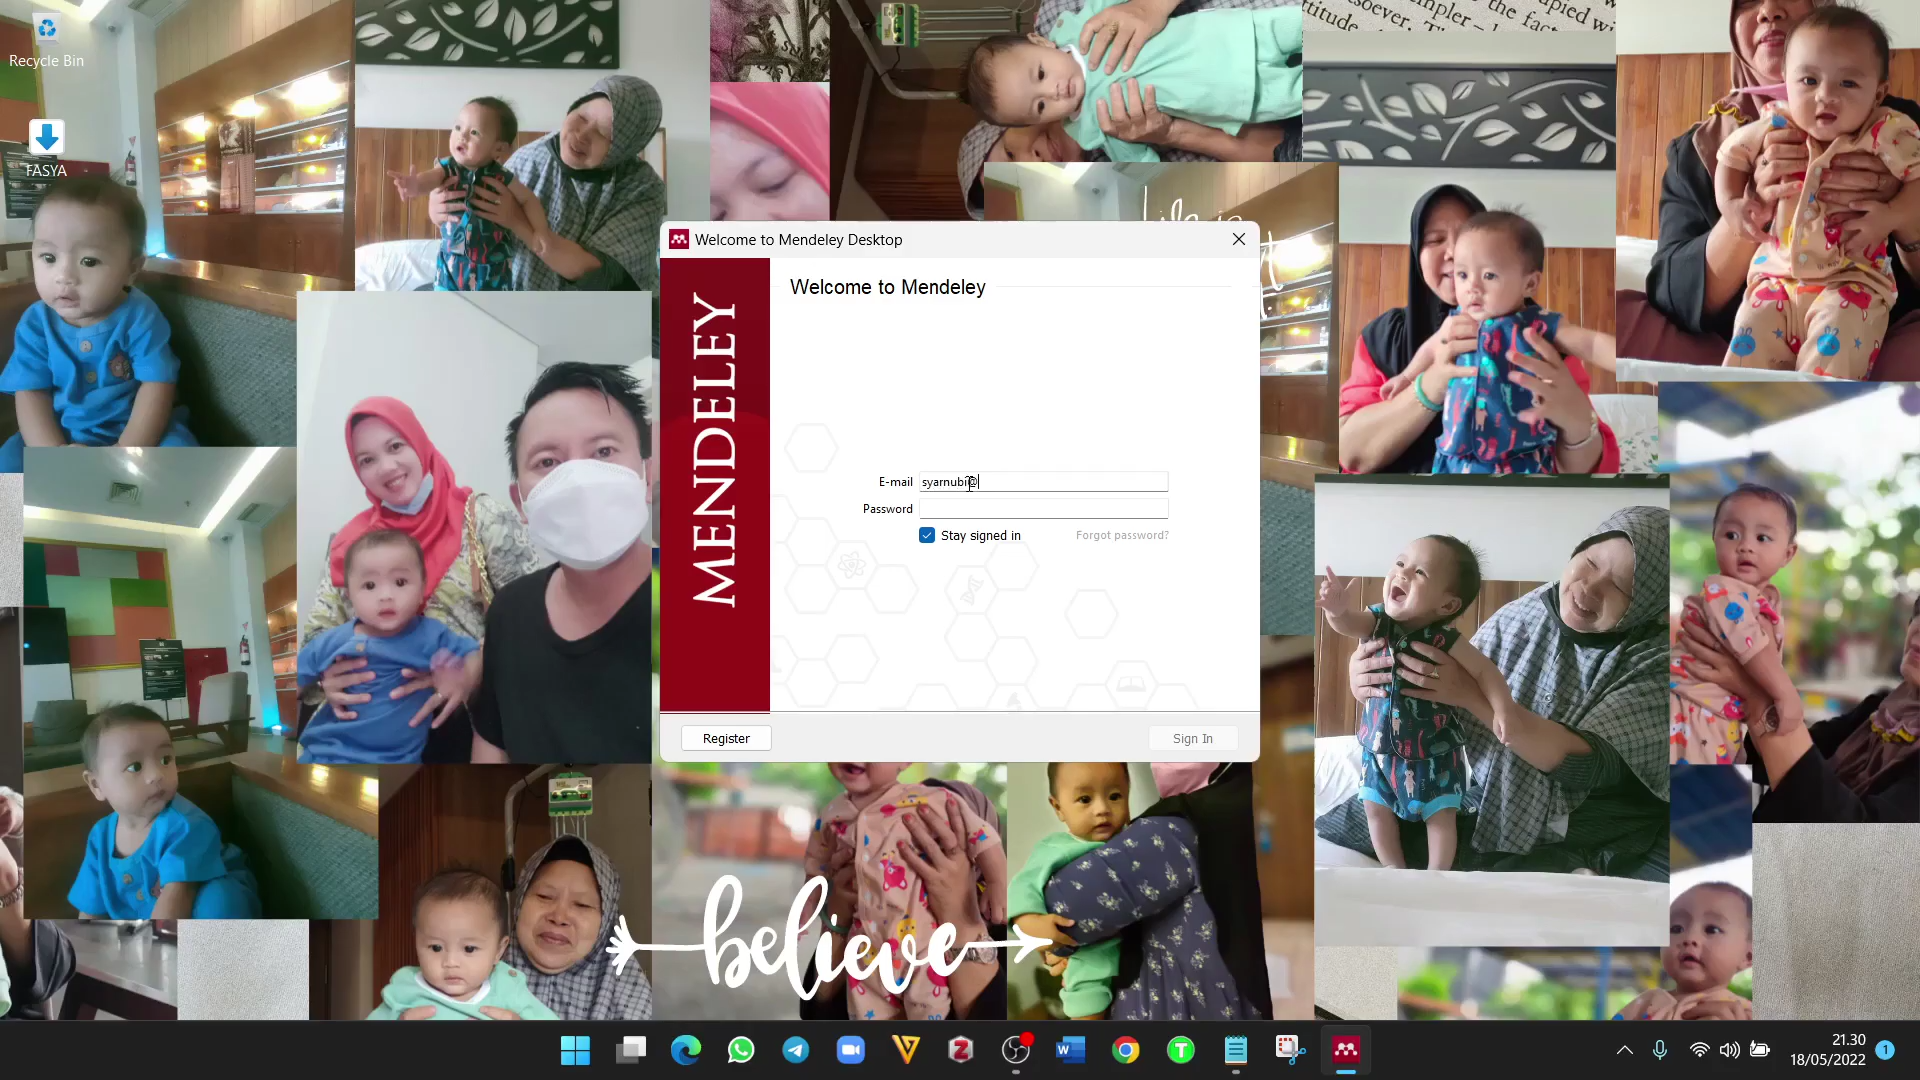 Recycle Bin
FASYA
Welcome to Mendeley Desktop
MENDELEY
Welcome to Mendeley
E-mail syarnubi@
Password
Stay signed in Forgot password?
Register Sign In
believe
21.30
18/05/2022
1